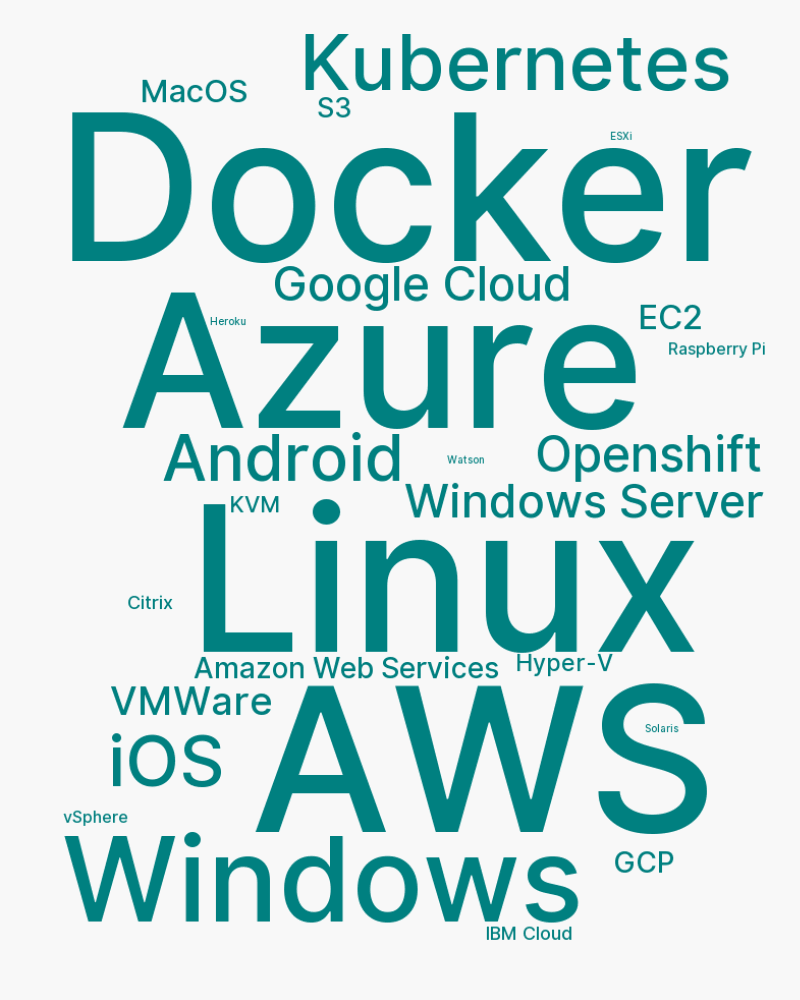 Kubernetes
MacOS
S3
Docker
ESXi
Google Cloud
Azure
Heroku
EC2
Raspberry Pi
Android
Watson
Openshift
Windows Server
KVM
Linux
Citrix
Amazon Web Services
Hyper-V
VMWare
AWS
Solaris
iOS
vSphere
Windows
GCP
IBM Cloud